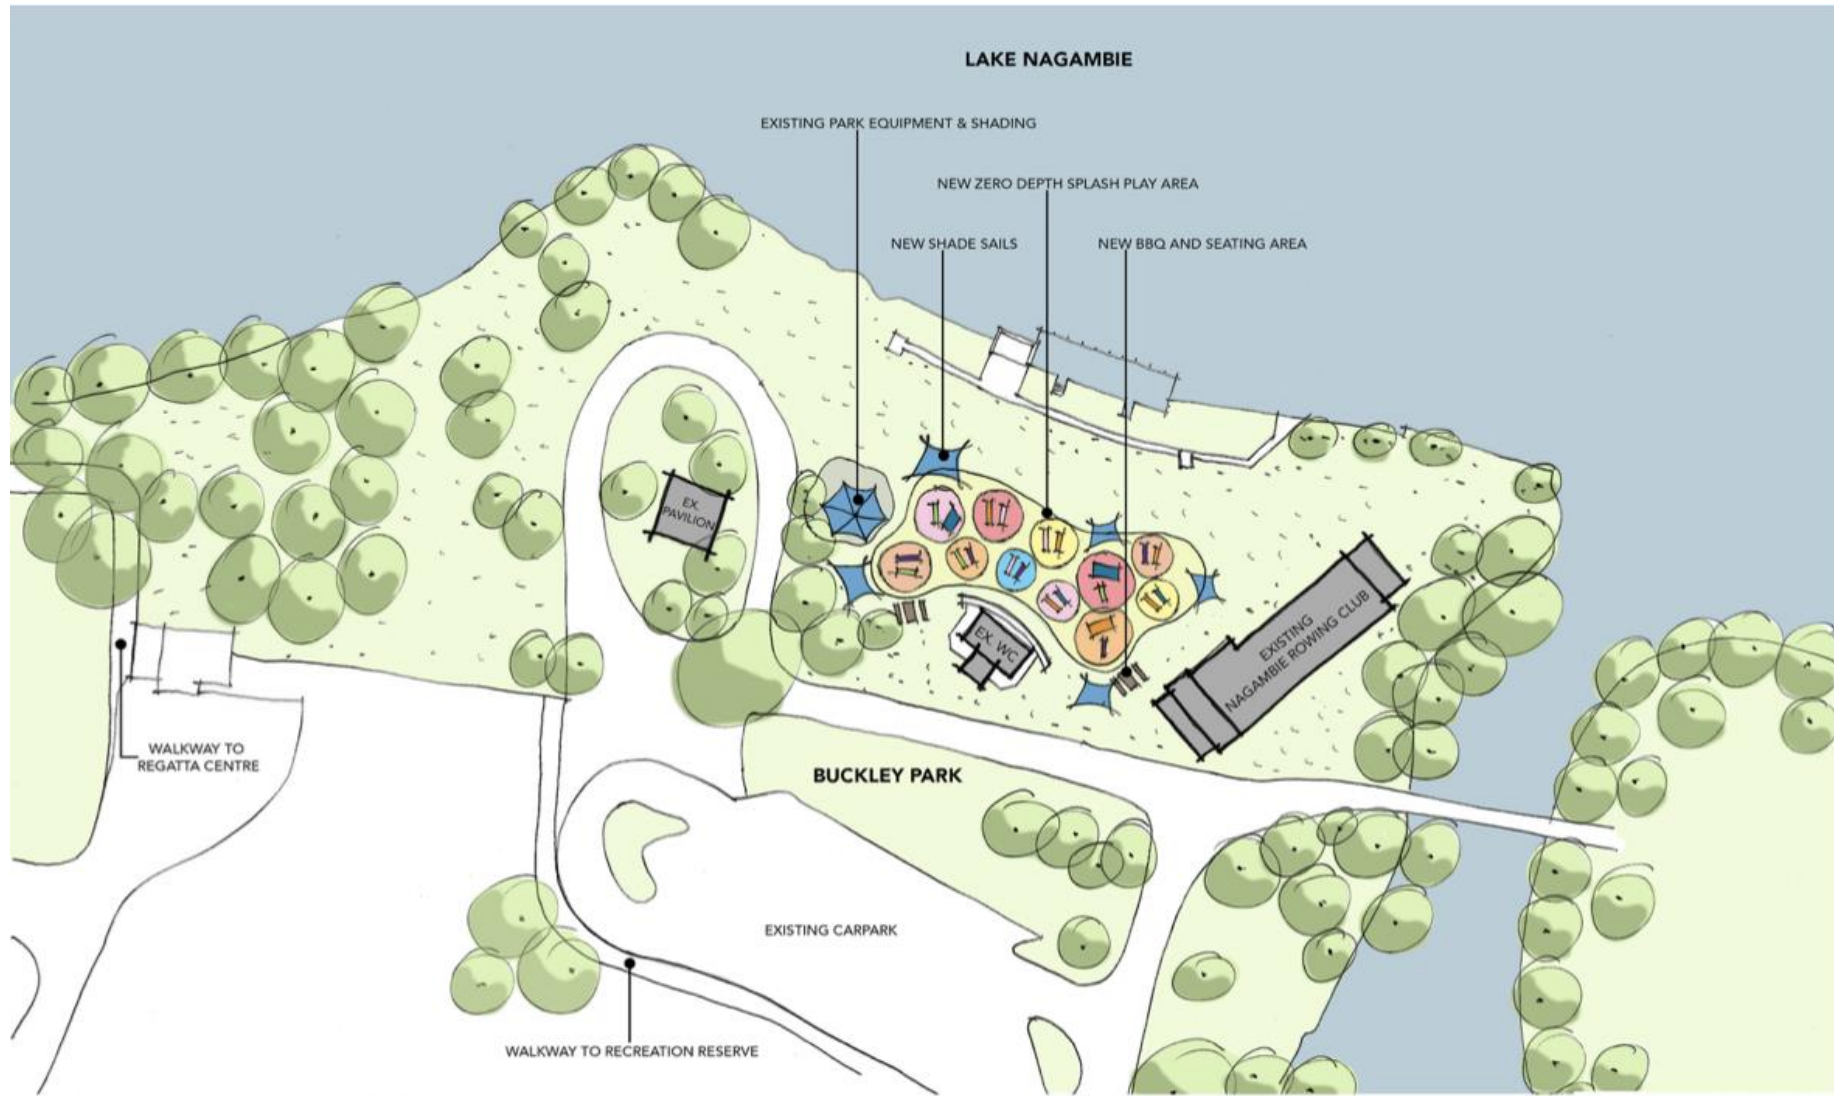 LAKE NAGAMBIE
EXISTING PARK EQUIPMENT & SHADING
NEW ZERO DEPTH SPLASH PLAY AREA
NEW SHADE SAILS
NEW BBQ AND SEATING AREA
EX.
PAVILION
EX. WC
EXISTING
NAGAMBIE ROWING CLUB
WALKWAY TO
REGATTA CENTRE
BUCKLEY PARK
EXISTING CARPARK
WALKWAY TO RECREATION RESERVE